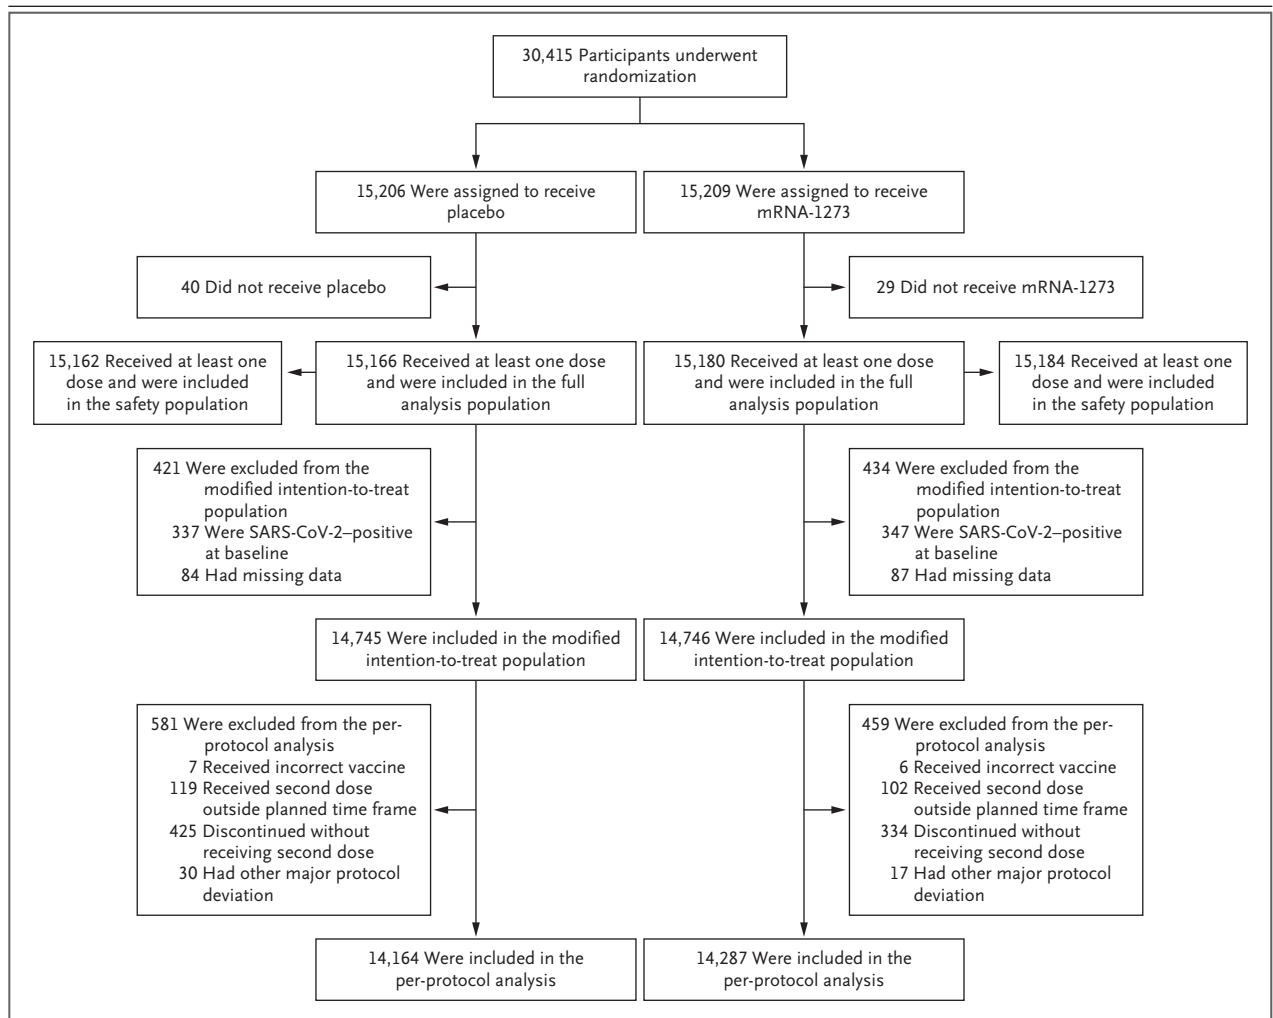 30,415 Participants underwent
randomization
15,206 Were assigned to receive
placebo
15,209 Were assigned to receive
mRNA-1273
40 Did not receive placebo
29 Did not receive mRNA-1273
15,162 Received at least one
dose and were included
in the safety population
15,166 Received at least one dose
and were included in the full
analysis population
15,180 Received at least one dose
and were included in the full
analysis population
15,184 Received at least one
dose and were included
in the safety population
421 Were excluded from the
modified intention-to-treat
population
337 Were SARS-CoV-2–positive
at baseline
84 Had missing data
434 Were excluded from the
modified intention-to-treat
population
347 Were SARS-CoV-2–positive
at baseline
87 Had missing data
14,745 Were included in the modified
intention-to-treat population
14,746 Were included in the modified
intention-to-treat population
581 Were excluded from the per-
protocol analysis
7 Received incorrect vaccine
119 Received second dose
outside planned time frame
425 Discontinued without
receiving second dose
30 Had other major protocol
deviation
459 Were excluded from the per-
protocol analysis
6 Received incorrect vaccine
102 Received second dose
outside planned time frame
334 Discontinued without
receiving second dose
17 Had other major protocol
deviation
14,164 Were included in the
per-protocol analysis
14,287 Were included in the
per-protocol analysis